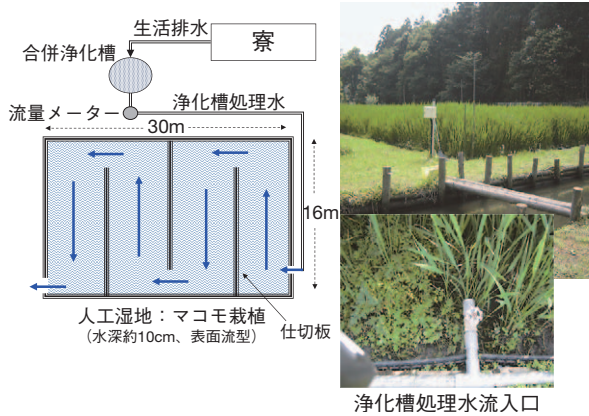 生活排水
寮
合併浄化槽
流量メーター
浄化槽処理水
30m
16m
人工湿地：マコモ栽植
（水深約10cm、表面流型）
仕切板
浄化槽処理水流入口